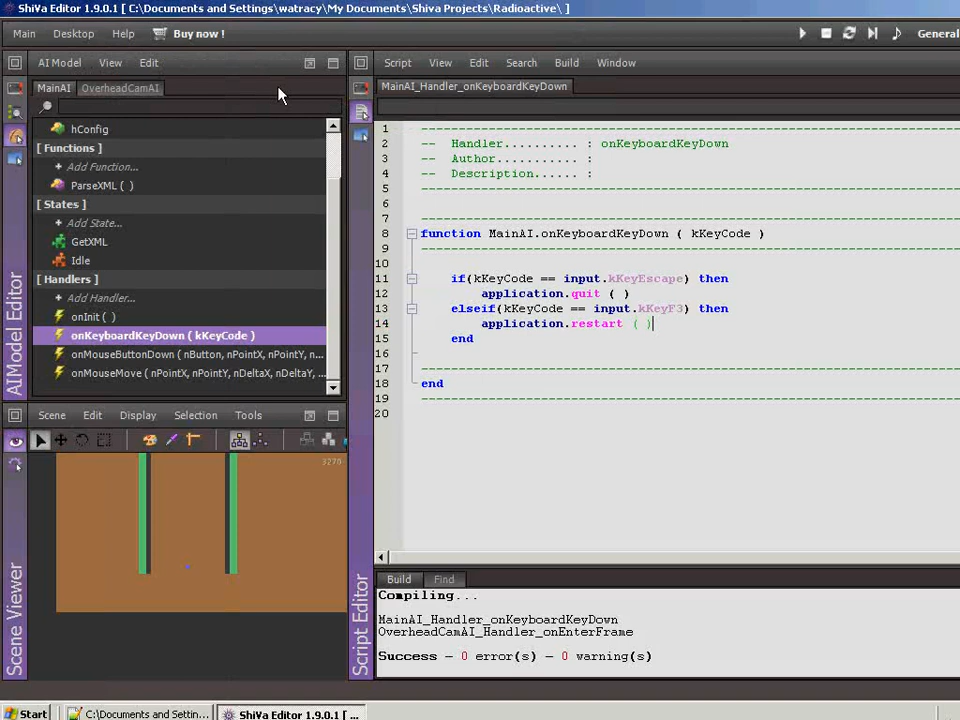 ShiVa Editor 1.9.0.1 [ C:\Documents and Settings\watracy\My Documents\Shiva Projects\Radioactive\ ]
Main Desktop Help Buy now ! General
AI Model View Edit
MainAI OverheadCamAI
hConfig
[ Functions ]
+ Add Function...
ParseXML ( )
[ States ]
+ Add State...
GetXML
Idle
[ Handlers ]
+ Add Handler...
onInit ( )
onKeyboardKeyDown ( kKeyCode )
onMouseButtonDown ( nButton, nPointX, nPointY, n...
onMouseMove ( nPointX, nPointY, nDeltaX, nDeltaY, ...
AIModel Editor
Scene Edit Display Selection Tools
3270
Scene Viewer
Script View Edit Search Build Window
MainAI_Handler_onKeyboardKeyDown
1 --------------------------------------------------------------------------------
2 -- Handler.......... : onKeyboardKeyDown
3 -- Author........... :
4 -- Description...... :
5 --------------------------------------------------------------------------------
6
7 --------------------------------------------------------------------------------
8 function MainAI.onKeyboardKeyDown ( kKeyCode )
9 --------------------------------------------------------------------------------
10
11 if(kKeyCode == input.kKeyEscape) then
12 application.quit ( )
13 elseif(kKeyCode == input.kKeyF3) then
14 application.restart ( )
15 end
16
17 --------------------------------------------------------------------------------
18 end
19 --------------------------------------------------------------------------------
20
Script Editor
Build Find
Compiling...
MainAI_Handler_onKeyboardKeyDown
OverheadCamAI_Handler_onEnterFrame
Success - 0 error(s) - 0 warning(s)
Start C:\Documents and Settin... ShiVa Editor 1.9.0.1 [ ...